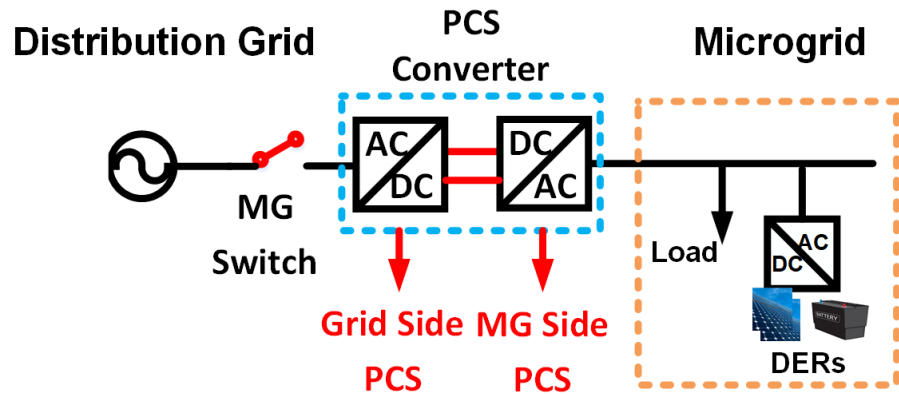 Distribution Grid
PCS
Converter
Microgrid
MG
Switch
AC
DC
DC
AC
Grid Side
PCS
MG Side
PCS
Load
AC
DC
BATTERY
DERs